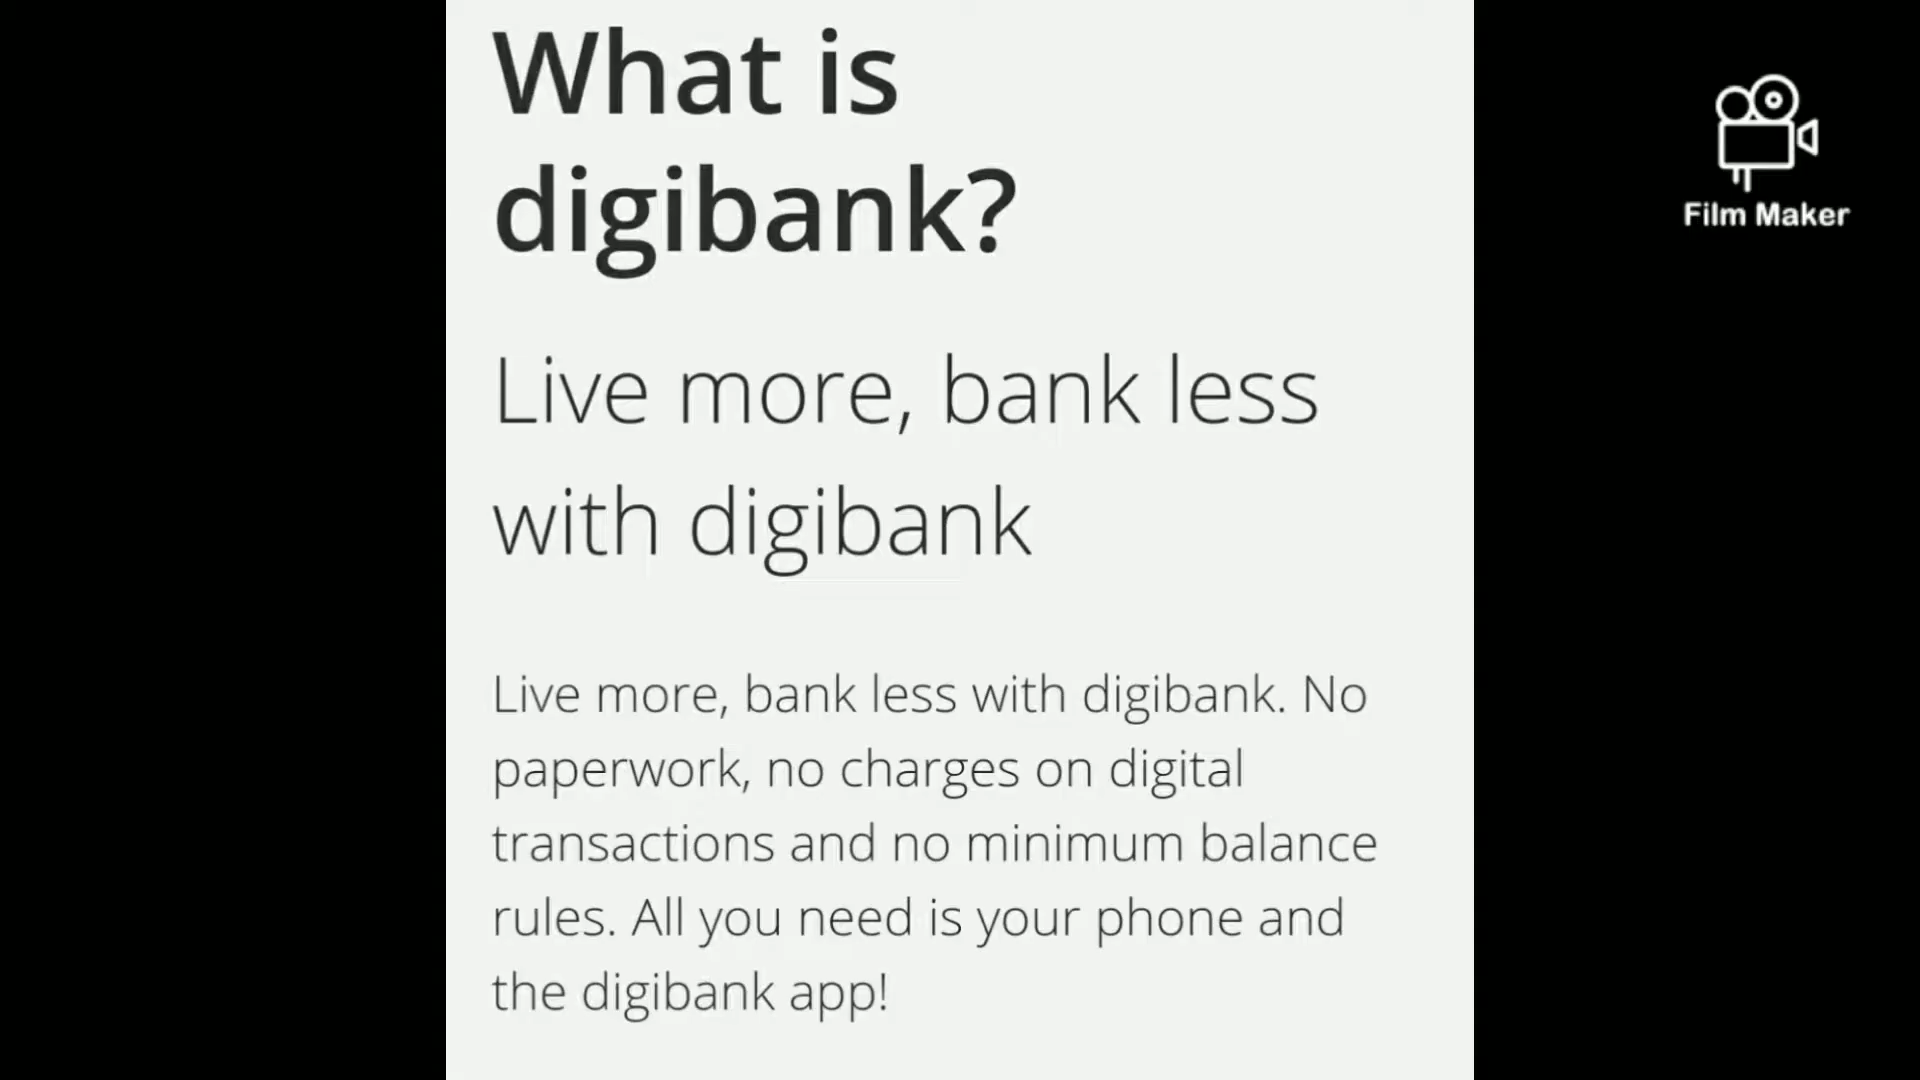 What is
digibank?
Live more, bank less
with digibank
Live more, bank less with digibank. No
paperwork, no charges on digital
transactions and no minimum balance
rules. All you need is your phone and
the digibank app!
Film Maker